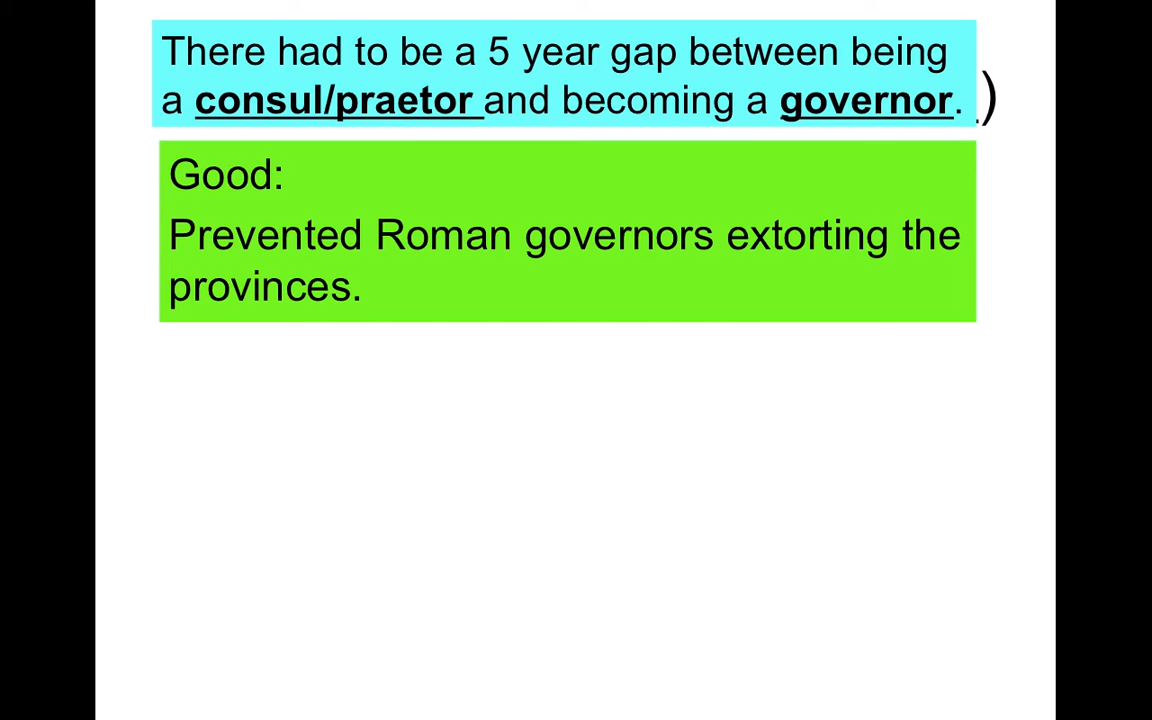 There had to be a 5 year gap between being
a consul/praetor and becoming a governor.
)
Good:
Prevented Roman governors extorting the
provinces.